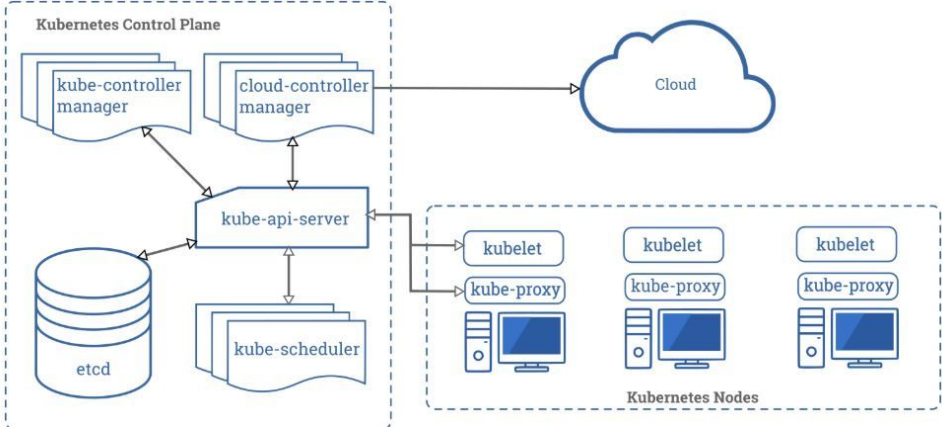 Kubernetes Control Plane
kube-controller
manager
cloud-controller
manager
Cloud
kube-api-server
kubelet
kubelet
kubelet
kube-proxy
kube-proxy
kube-proxy
etcd
kube-scheduler
Kubernetes Nodes